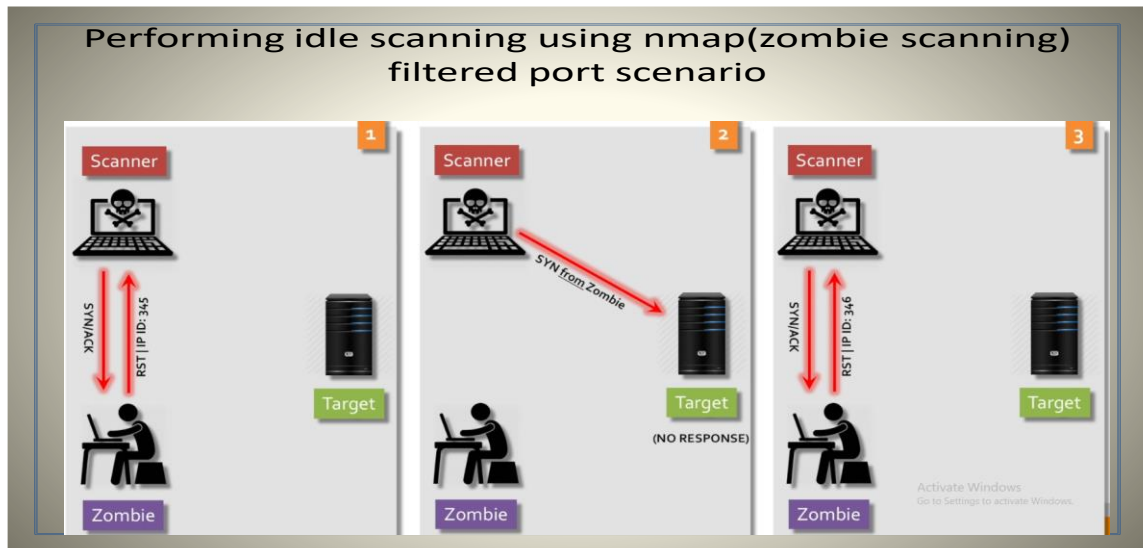 Performing idle scanning using nmap(zombie scanning)
filtered port scenario
1
Scanner
SYN/ACK
RST | IP ID: 345
Target
Zombie
2
Scanner
SYN from Zombie
Target
(NO RESPONSE)
Zombie
3
Scanner
SYN/ACK
RST | IP ID: 346
Target
Zombie
Activate Windows
Go to Settings to activate Windows.